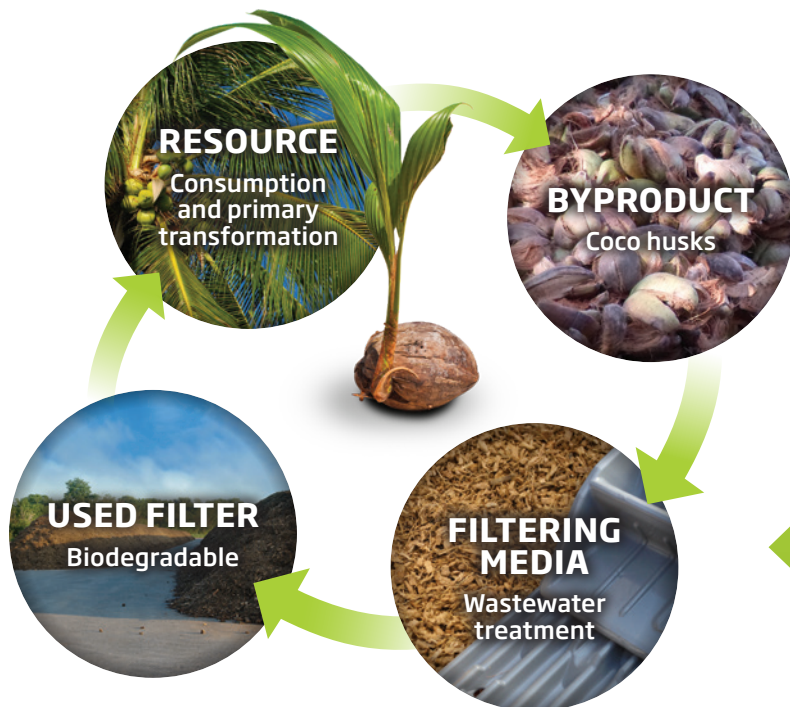 RESOURCE
Consumption
and primary
transformation
BYPRODUCT
Coco husks
FILTERING
MEDIA
Wastewater
treatment
USED FILTER
Biodegradable